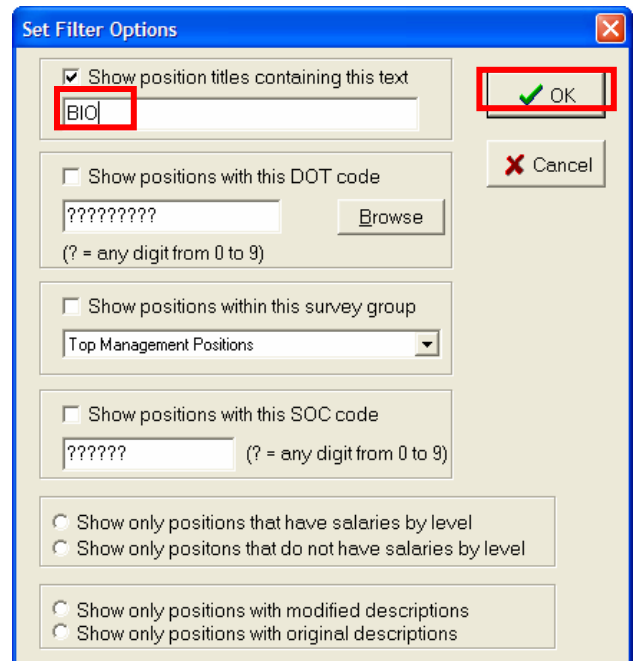 Set Filter Options
Show position titles containing this text
BIO
OK
Cancel
Show positions with this DOT code
?????????
Browse
(? = any digit from 0 to 9)
Show positions within this survey group
Top Management Positions
Show positions with this SOC code
??????
(? = any digit from 0 to 9)
Show only positions that have salaries by level
Show only positons that do not have salaries by level
Show only positions with modified descriptions
Show only positions with original descriptions